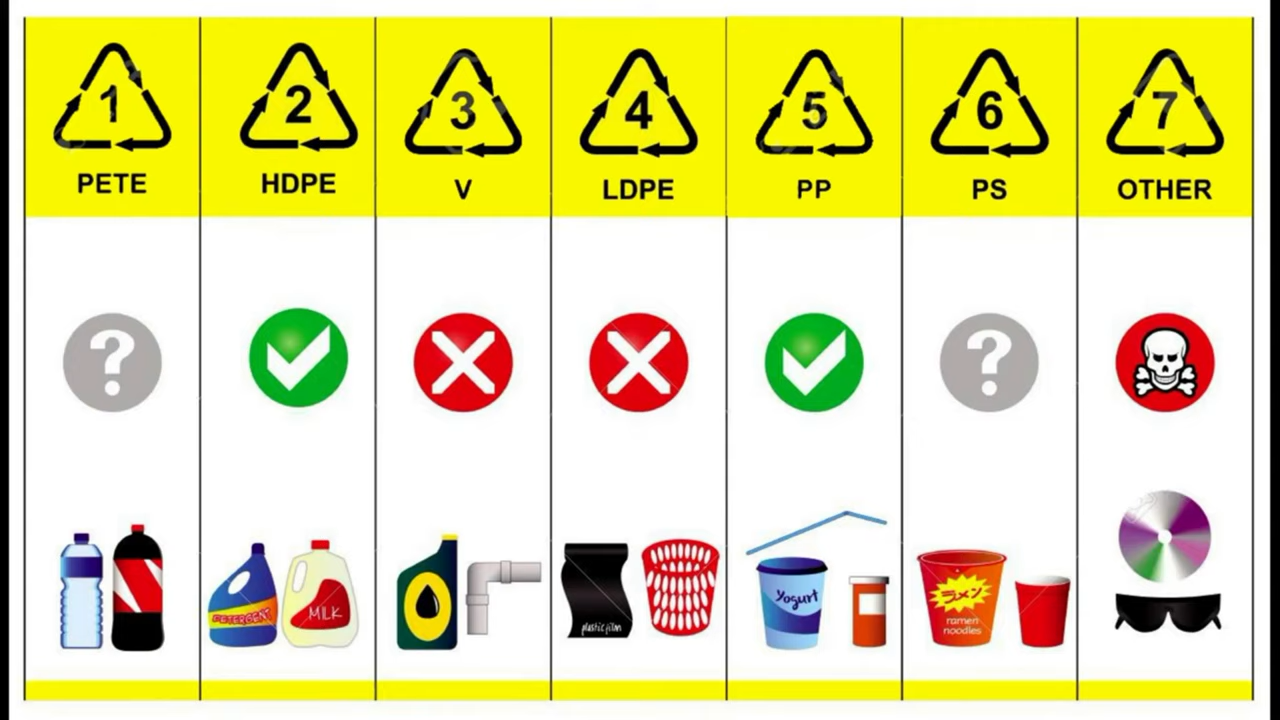 1
PETE
2
HDPE
3
V
4
LDPE
5
PP
6
PS
7
OTHER
DETERGENT
MILK
plastic film
Yogurt
ラーメン
ramen
noodles